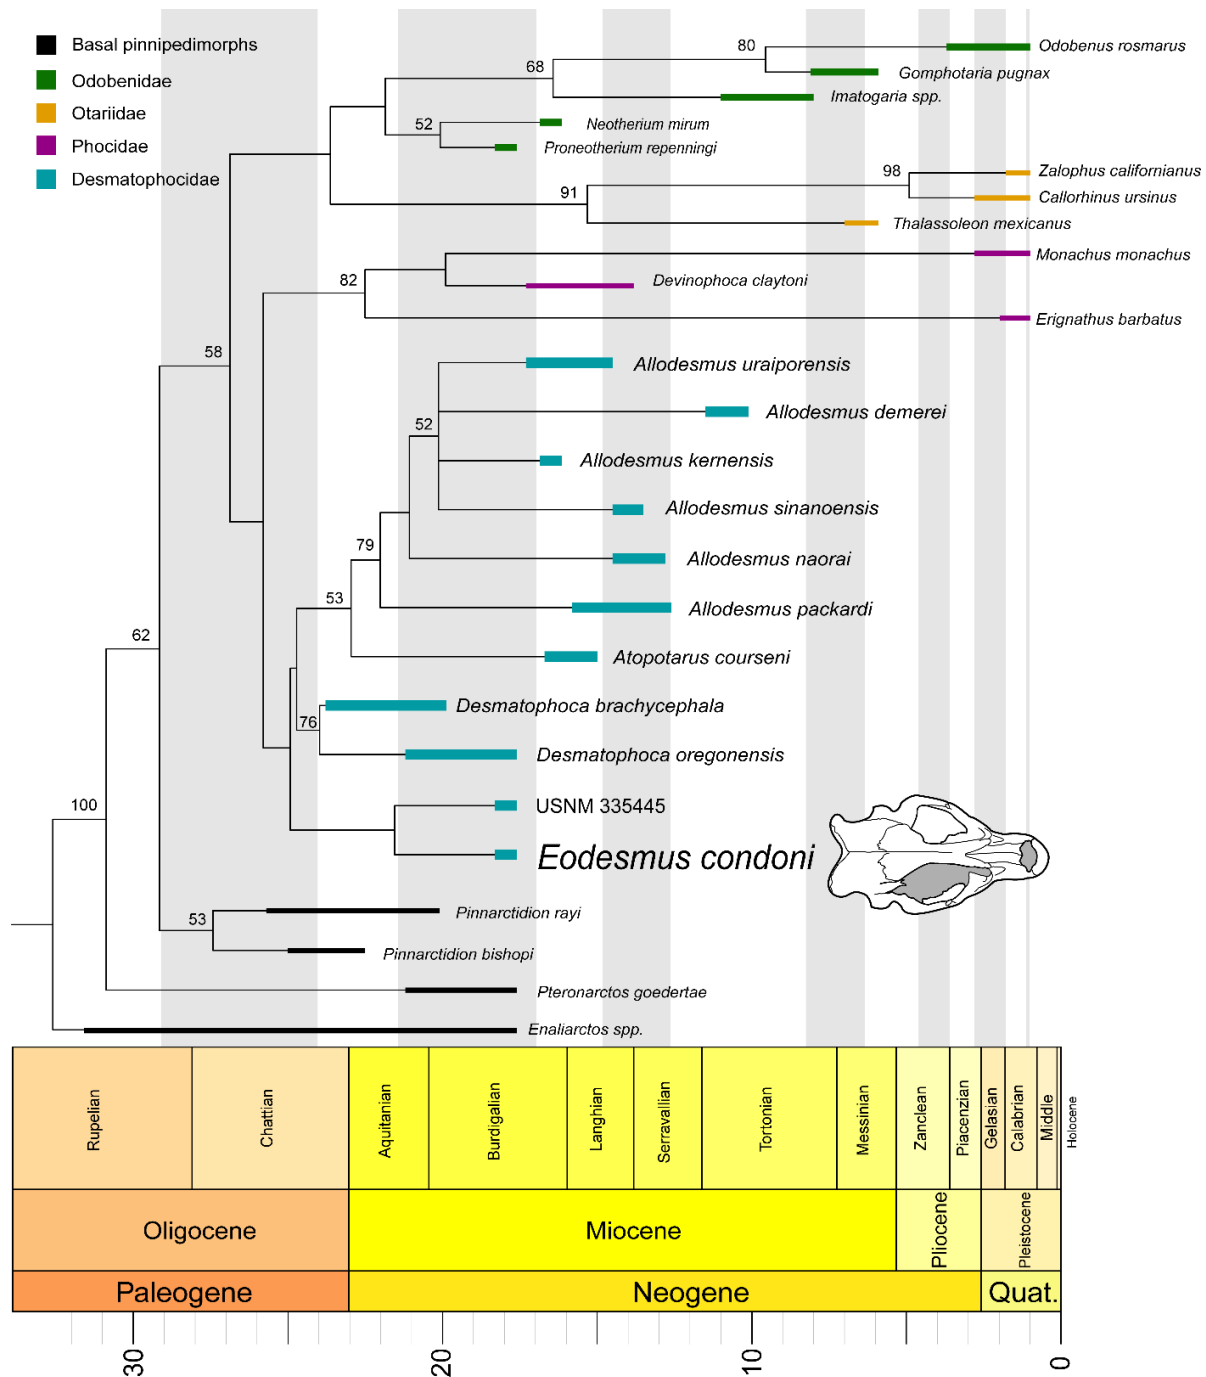 Basal pinnipedimorphs
Odobenidae
Otariidae
Phocidae
Desmatophocidae
80
Odobenus rosmarus
68
Gomphotaria pugnax
Imatogaria spp.
52
Neotherium mirum
Proneotherium repenningi
98
Zalophus californianus
91
Callorhinus ursinus
Thalassoleon mexicanus
Monachus monachus
82
Devinophoca claytoni
Erignathus barbatus
58
Allodesmus uraiporensis
Allodesmus demerei
52
Allodesmus kernensis
Allodesmus sinanoensis
79
Allodesmus naorai
53
Allodesmus packardi
62
Atopotarus courseni
Desmatophoca brachycephala
76
Desmatophoca oregonensis
100
USNM 335445
Eodesmus condoni
53
Pinnarctidion rayi
Pinnarctidion bishopi
Pteronarctos goedertae
Enaliarctos spp.
Rupelian
Chattian
Aquitanian
Burdigalian
Langhian
Serravallian
Tortonian
Messinian
Zanclean
Piacenzian
Gelasian
Calabrian
Middle
Holocene
Oligocene
Miocene
Pliocene
Pleistocene
Paleogene
Neogene
Quat.
30
20
10
0